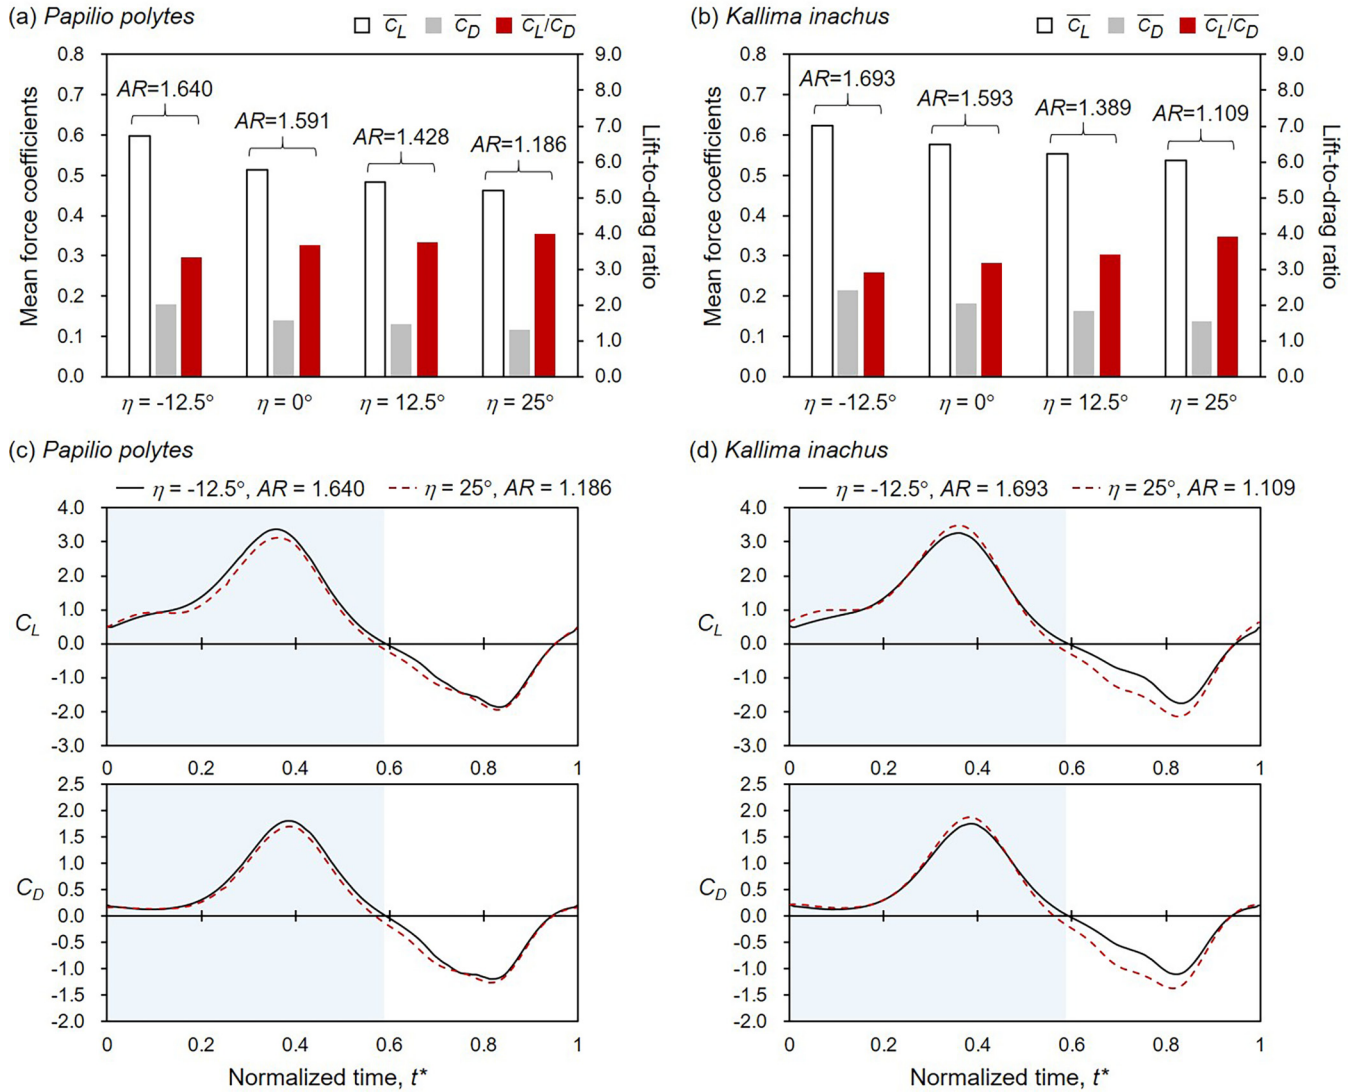 (a) Papilio polytes
C_L C_D C_L/C_D
Mean force coefficients
0.8
0.7
0.6
0.5
0.4
0.3
0.2
0.1
0.0
AR=1.640
AR=1.591
AR=1.428
AR=1.186
9.0
8.0
7.0
6.0
5.0
4.0
3.0
2.0
1.0
0.0
Lift-to-drag ratio
η = -12.5° η = 0° η = 12.5° η = 25°
(b) Kallima inachus
C_L C_D C_L/C_D
Mean force coefficients
0.8
0.7
0.6
0.5
0.4
0.3
0.2
0.1
0.0
AR=1.693
AR=1.593
AR=1.389
AR=1.109
9.0
8.0
7.0
6.0
5.0
4.0
3.0
2.0
1.0
0.0
Lift-to-drag ratio
η = -12.5° η = 0° η = 12.5° η = 25°
(c) Papilio polytes
η = -12.5°, AR = 1.640 η = 25°, AR = 1.186
C_L
4.0
3.0
2.0
1.0
0.0
-1.0
-2.0
-3.0
0 0.2 0.4 0.6 0.8 1
C_D
2.5
2.0
1.5
1.0
0.5
0.0
-0.5
-1.0
-1.5
-2.0
0 0.2 0.4 0.6 0.8 1
Normalized time, t*
(d) Kallima inachus
η = -12.5°, AR = 1.693 η = 25°, AR = 1.109
C_L
4.0
3.0
2.0
1.0
0.0
-1.0
-2.0
-3.0
0 0.2 0.4 0.6 0.8 1
C_D
2.5
2.0
1.5
1.0
0.5
0.0
-0.5
-1.0
-1.5
-2.0
0 0.2 0.4 0.6 0.8 1
Normalized time, t*